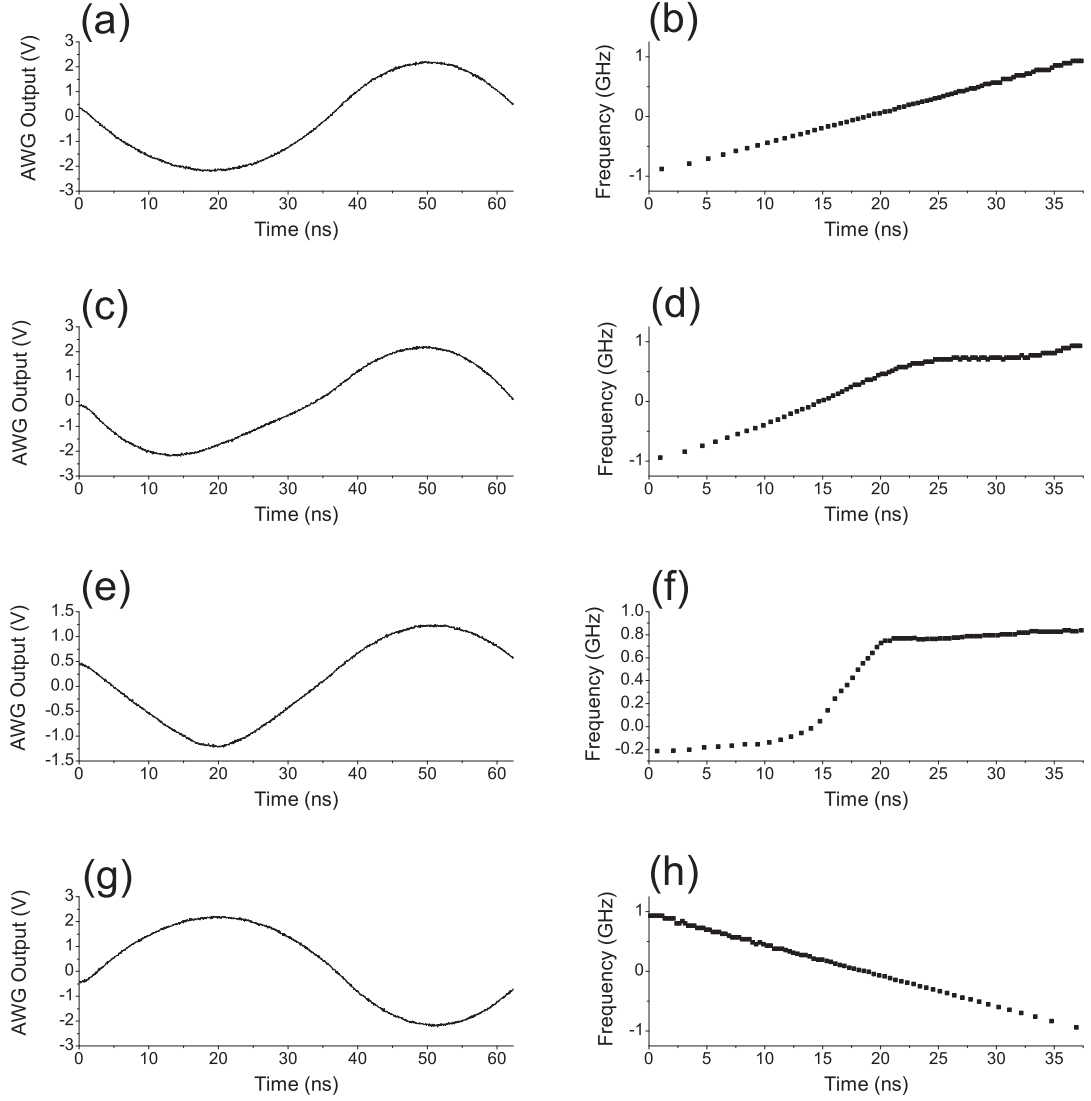 (a)
AWG Output (V)
3
2
1
0
-1
-2
-3
0 10 20 30 40 50 60
Time (ns)
(b)
Frequency (GHz)
1
0
-1
0 5 10 15 20 25 30 35
Time (ns)
(c)
AWG Output (V)
3
2
1
0
-1
-2
-3
0 10 20 30 40 50 60
Time (ns)
(d)
Frequency (GHz)
1
0
-1
0 5 10 15 20 25 30 35
Time (ns)
(e)
AWG Output (V)
1.5
0.5
0.0
-0.5
-1.0
-1.5
0 10 20 30 40 50 60
Time (ns)
(f)
Frequency (GHz)
1.0
0.8
0.6
0.4
0.2
0.0
-0.2
0 5 10 15 20 25 30 35
Time (ns)
(g)
AWG Output (V)
3
2
1
0
-1
-2
-3
0 10 20 30 40 50 60
Time (ns)
(h)
Frequency (GHz)
1
0
-1
0 5 10 15 20 25 30 35
Time (ns)